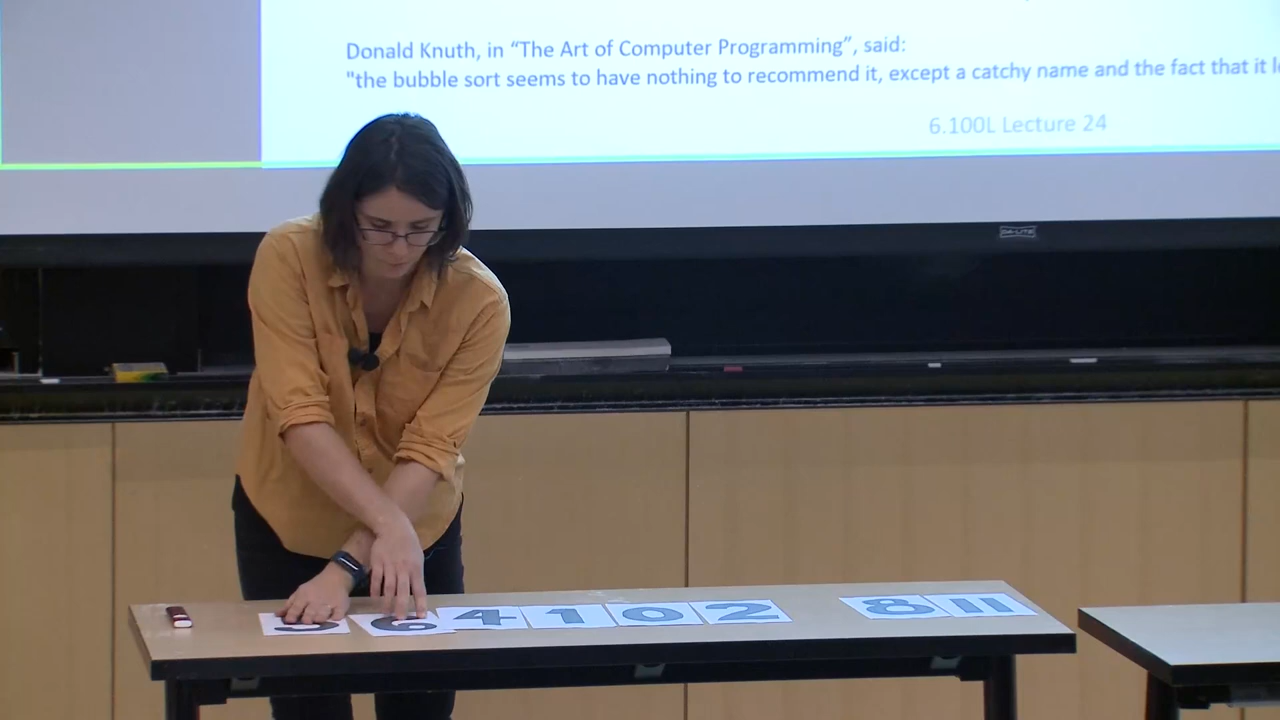 Donald Knuth, in “The Art of Computer Programming”, said:
"the bubble sort seems to have nothing to recommend it, except a catchy name and the fact that it l
6.100L Lecture 24
DA-LITE
6 4 1 0 2 8 11